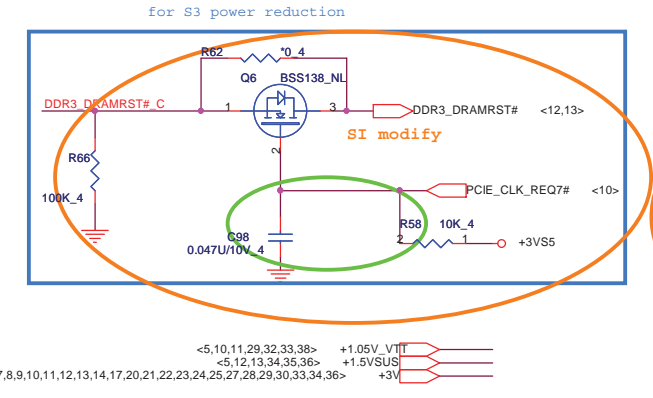 for S3 power reduction
R62 *0_4
Q6 BSS138_NL
DDR3_DRAMRST#_C 1 3 DDR3_DRAMRST# <12,13>
SI modify
2
R66
100K_4
PCIE_CLK_REQ7# <10>
R58 10K_4
C98
0.047U/10V_4
2 1 +3VS5
<5,10,11,29,32,33,38> +1.05V_VTT
<5,12,13,34,35,36> +1.5VSUS
7,8,9,10,11,12,13,14,17,20,21,22,23,24,25,27,28,29,30,33,34,36> +3V